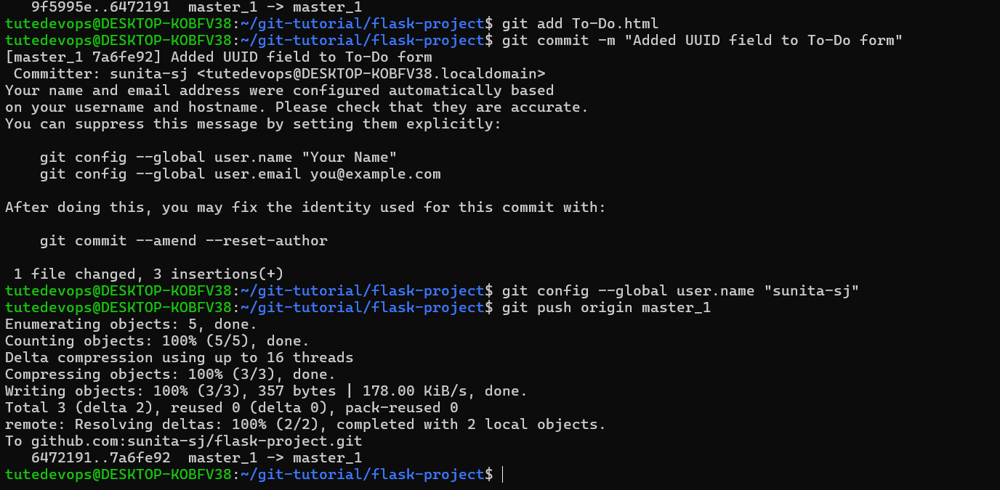 9f5995e..6472191  master_1 -> master_1
tutedevops@DESKTOP-KOBFV38:~/git-tutorial/flask-project$ git add To-Do.html
tutedevops@DESKTOP-KOBFV38:~/git-tutorial/flask-project$ git commit -m "Added UUID field to To-Do form"
[master_1 7a6fe92] Added UUID field to To-Do form
 Committer: sunita-sj <tutedevops@DESKTOP-KOBFV38.localdomain>
Your name and email address were configured automatically based
on your username and hostname. Please check that they are accurate.
You can suppress this message by setting them explicitly:

    git config --global user.name "Your Name"
    git config --global user.email you@example.com

After doing this, you may fix the identity used for this commit with:

    git commit --amend --reset-author

 1 file changed, 3 insertions(+)
tutedevops@DESKTOP-KOBFV38:~/git-tutorial/flask-project$ git config --global user.name "sunita-sj"
tutedevops@DESKTOP-KOBFV38:~/git-tutorial/flask-project$ git push origin master_1
Enumerating objects: 5, done.
Counting objects: 100% (5/5), done.
Delta compression using up to 16 threads
Compressing objects: 100% (3/3), done.
Writing objects: 100% (3/3), 357 bytes | 178.00 KiB/s, done.
Total 3 (delta 2), reused 0 (delta 0), pack-reused 0
remote: Resolving deltas: 100% (2/2), completed with 2 local objects.
To github.com:sunita-sj/flask-project.git
   6472191..7a6fe92  master_1 -> master_1
tutedevops@DESKTOP-KOBFV38:~/git-tutorial/flask-project$